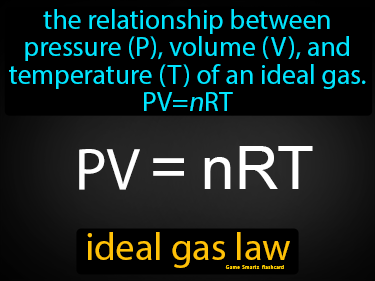 the relationship between
pressure (P), volume (V), and
temperature (T) of an ideal gas.
PV=nRT
PV = nRT
ideal gas law
Game Smartz flashcard